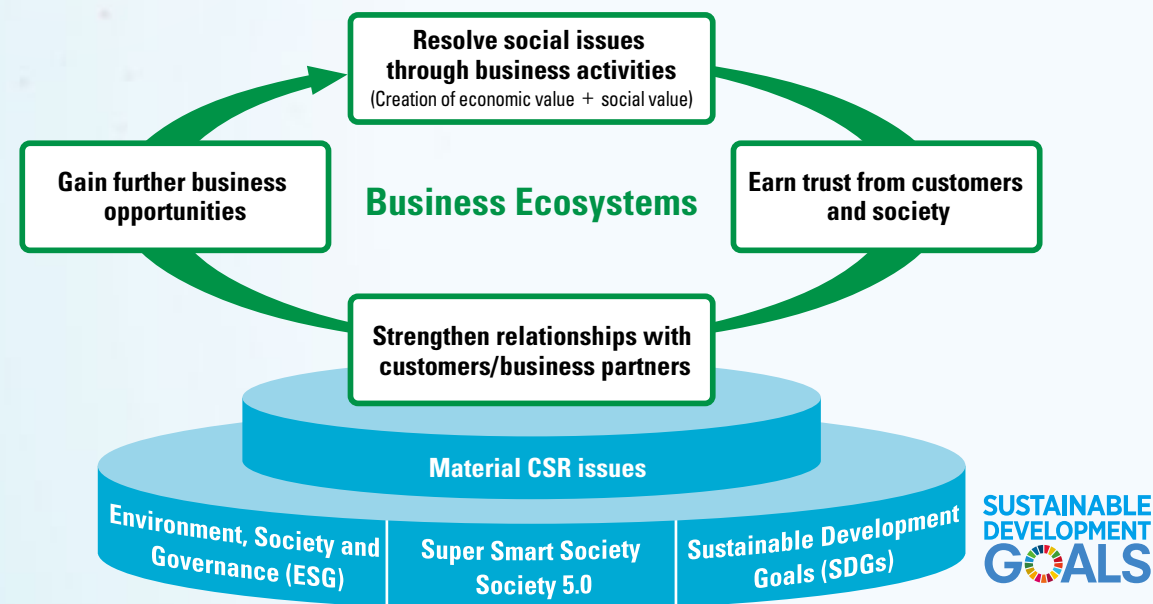 Resolve social issues
through business activities
(Creation of economic value + social value)
Gain further business
opportunities
Business Ecosystems
Earn trust from customers
and society
Strengthen relationships with
customers/business partners
Material CSR issues
Environment, Society and
Governance (ESG)
Super Smart Society
Society 5.0
Sustainable Development
Goals (SDGs)
SUSTAINABLE
DEVELOPMENT
GOALS